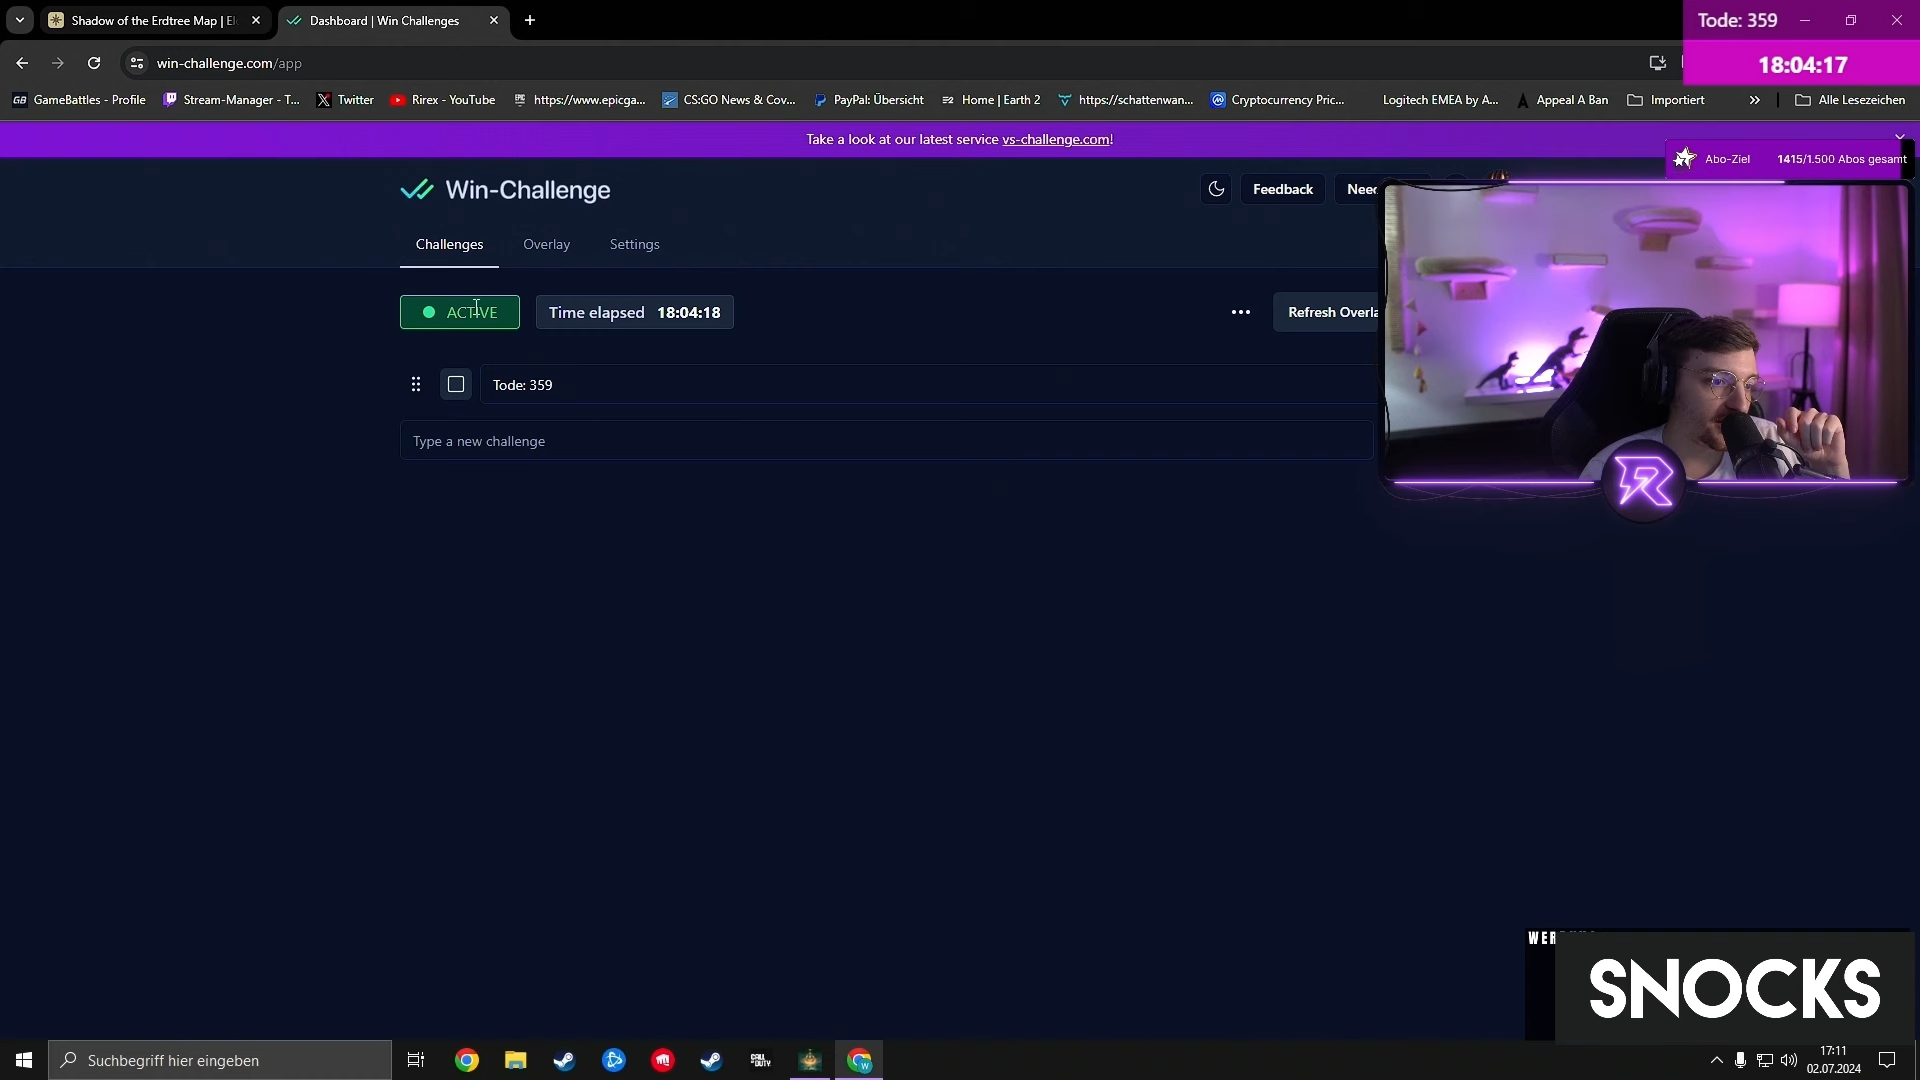 Shadow of the Erdtree Map | El
Dashboard | Win Challenges
Tode: 359
win-challenge.com/app
18:04:17
GameBattles - Profile
Stream-Manager - T...
Twitter
Rirex - YouTube
https://www.epicga...
CS:GO News & Cov...
PayPal: Übersicht
Home | Earth 2
https://schattenwan...
Cryptocurrency Pric...
Logitech EMEA by A...
Appeal A Ban
Importiert
Alle Lesezeichen
Take a look at our latest service vs-challenge.com!
Abo-Ziel 1415/1.500 Abos gesamt
Win-Challenge
Feedback
Challenges
Overlay
Settings
ACTIVE
Time elapsed 18:04:18
Refresh Overla
Tode: 359
Type a new challenge
SNOCKS
Suchbegriff hier eingeben
CALL OF DUTY
17:11
02.07.2024